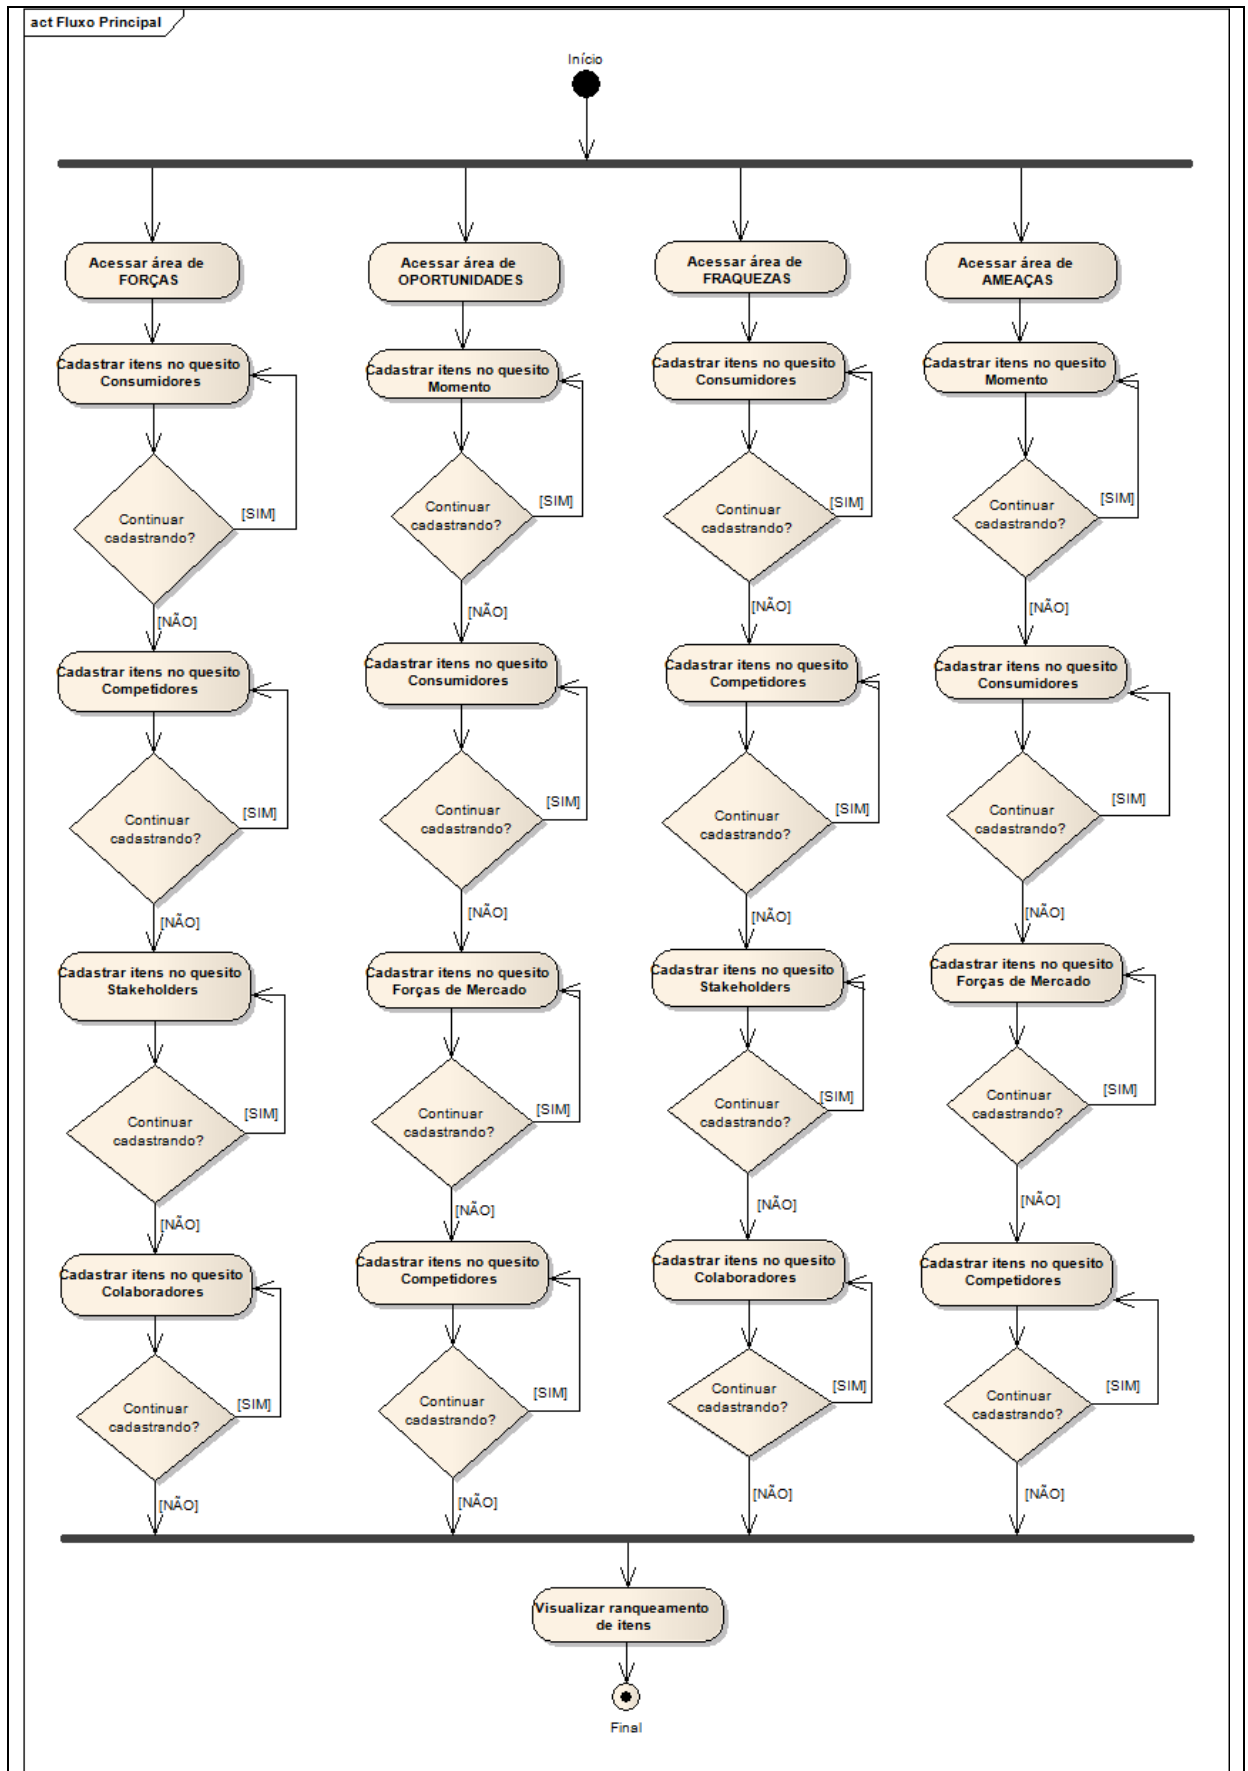 act Fluxo Principal
Início
Acessar área de
FORÇAS
Acessar área de
OPORTUNIDADES
Acessar área de
FRAQUEZAS
Acessar área de
AMEAÇAS
Cadastrar itens no quesito
Consumidores
Cadastrar itens no quesito
Momento
Cadastrar itens no quesito
Consumidores
Cadastrar itens no quesito
Momento
Continuar
cadastrando?
[SIM]
Continuar
cadastrando?
[SIM]
Continuar
cadastrando?
[SIM]
Continuar
cadastrando?
[SIM]
[NÃO]
[NÃO]
[NÃO]
[NÃO]
Cadastrar itens no quesito
Competidores
Cadastrar itens no quesito
Consumidores
Cadastrar itens no quesito
Competidores
Cadastrar itens no quesito
Consumidores
Continuar
cadastrando?
[SIM]
Continuar
cadastrando?
[SIM]
Continuar
cadastrando?
[SIM]
Continuar
cadastrando?
[SIM]
[NÃO]
[NÃO]
[NÃO]
[NÃO]
Cadastrar itens no quesito
Stakeholders
Cadastrar itens no quesito
Forças de Mercado
Cadastrar itens no quesito
Stakeholders
Cadastrar itens no quesito
Forças de Mercado
Continuar
cadastrando?
[SIM]
Continuar
cadastrando?
[SIM]
Continuar
cadastrando?
[SIM]
Continuar
cadastrando?
[SIM]
[NÃO]
[NÃO]
[NÃO]
[NÃO]
Cadastrar itens no quesito
Colaboradores
Cadastrar itens no quesito
Competidores
Cadastrar itens no quesito
Colaboradores
Cadastrar itens no quesito
Competidores
Continuar
cadastrando?
[SIM]
Continuar
cadastrando?
[SIM]
Continuar
cadastrando?
[SIM]
Continuar
cadastrando?
[SIM]
[NÃO]
[NÃO]
[NÃO]
[NÃO]
Visualizar ranqueamento
de itens
Final